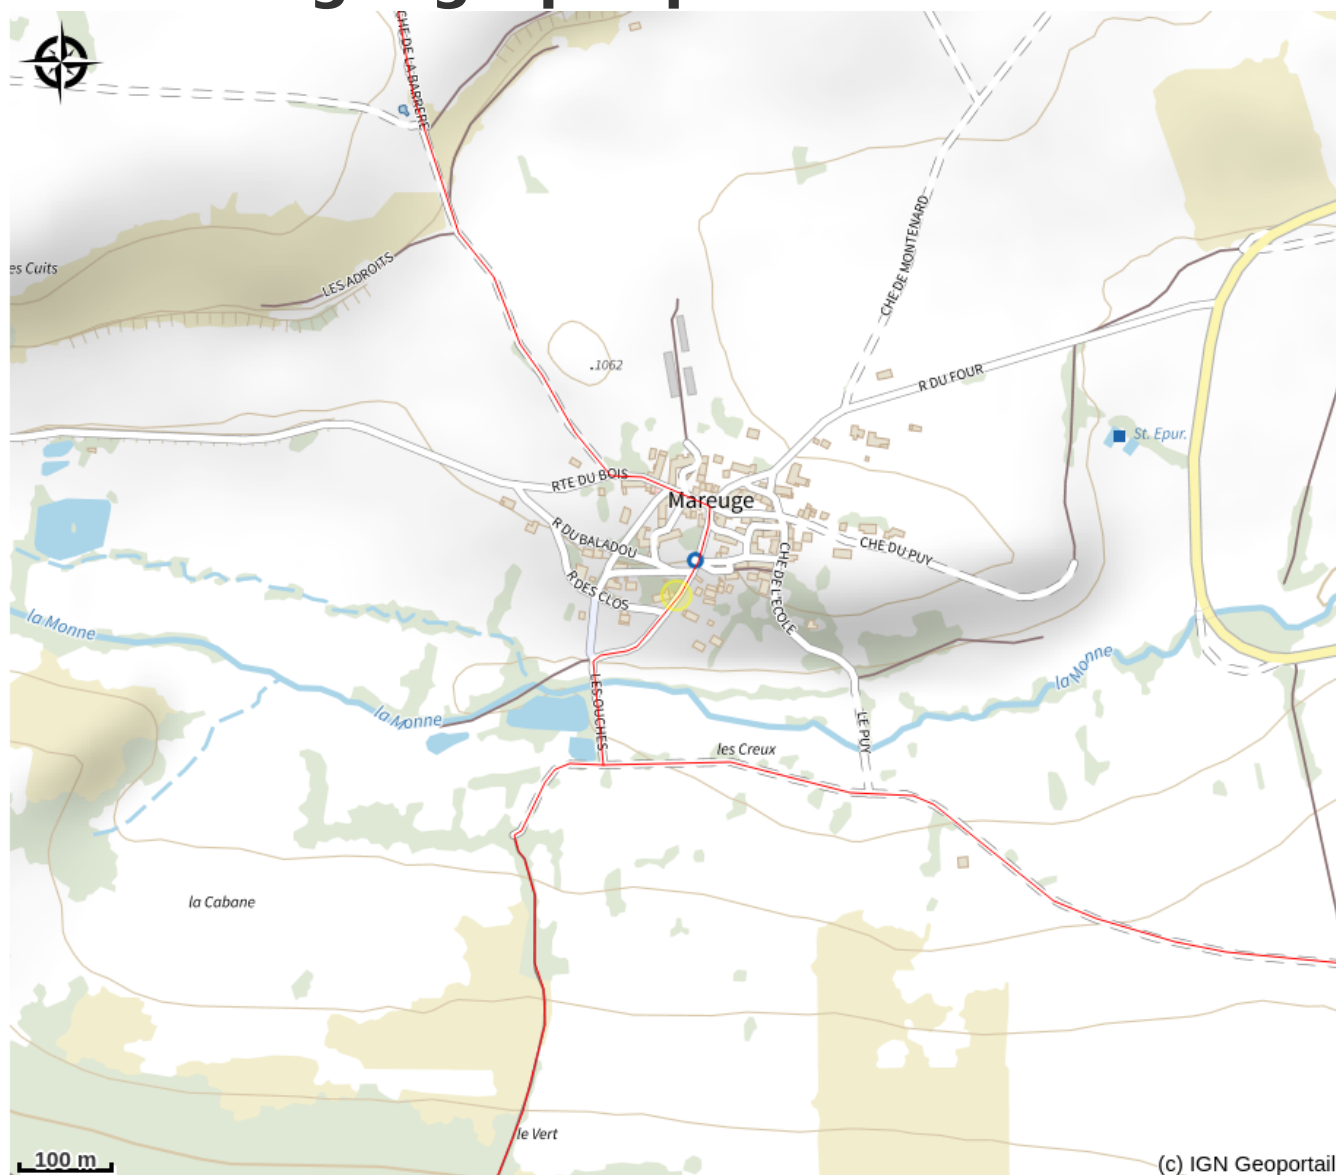 CHE DE LA BARRERE
es Cuits
LES ADROITS
CHE DE MONTENARD
.1062
R DU FOUR
St. Epur.
RTE DU BOIS
Mareuge
R DU BALADOU
CHE DU PUY
R DES CLOS
CHE DE L'ECOLE
la Monne
la Monne
la Monne
LES OUCHES
LE PUY
les Creux
la Cabane
le Vert
100 m
(c) IGN Geoportail